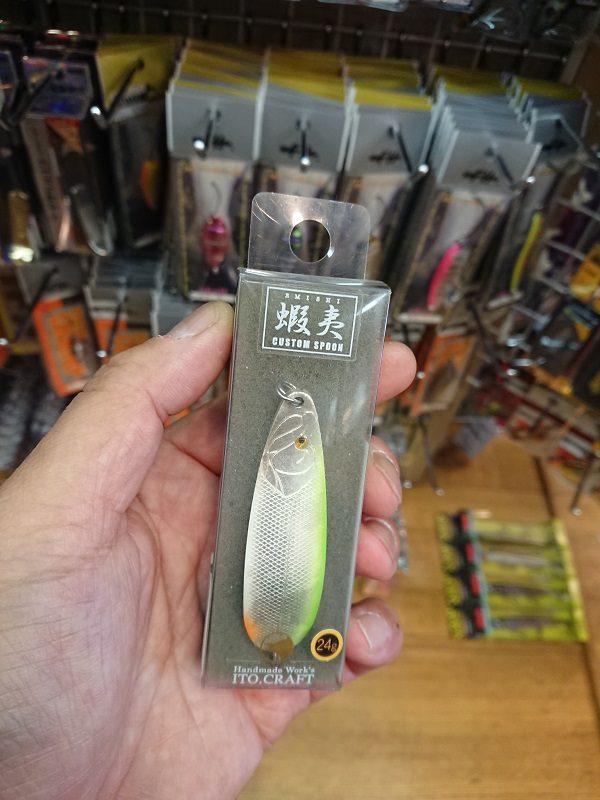 EMISHI
蝦夷
CUSTOM SPOON
24g
Handmade Work's
ITO.CRAFT